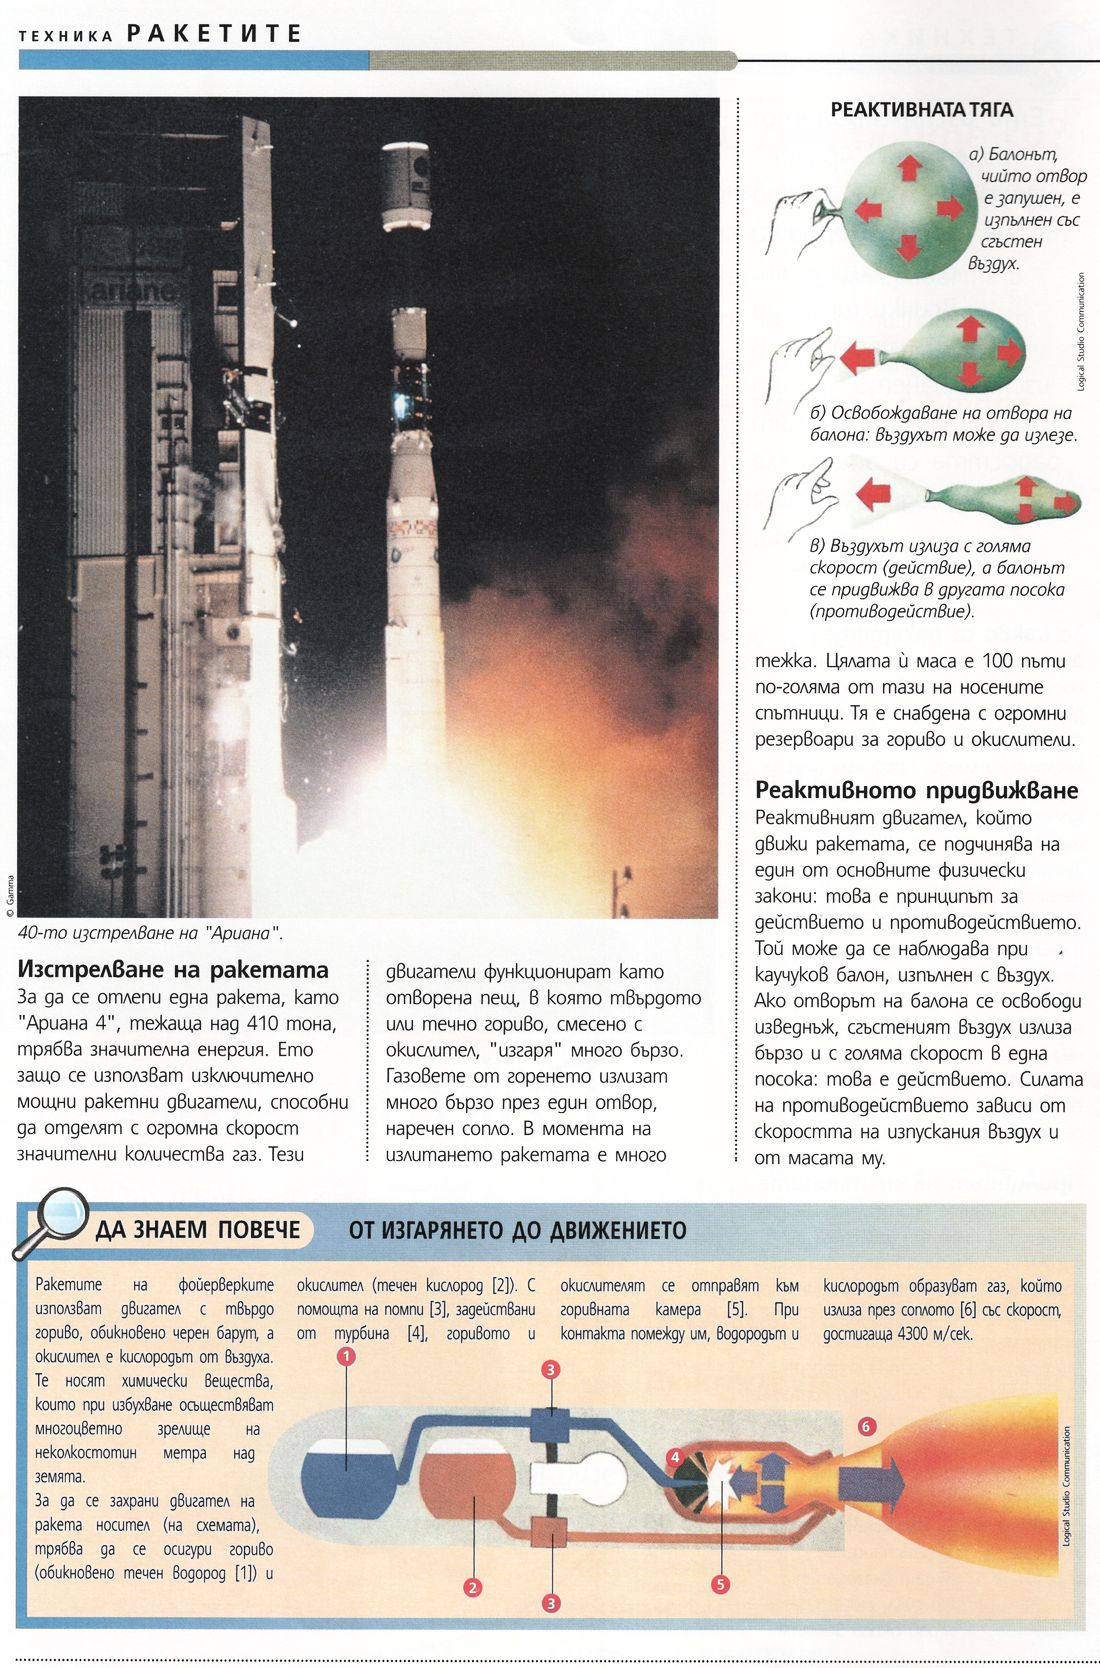 ТЕХНИКА РАКЕТИТЕ
ariane
© Gamma
40-то изстрелване на "Ариана".
Изстрелване на ракетата
За да се отлепи една ракета, като
"Ариана 4", тежаща над 410 тона,
трябва значителна енергия. Ето
защо се използват изключително
мощни ракетни двигатели, способни
да отделят с огромна скорост
значителни количества газ. Тези
двигатели функционират като
отворена пещ, в която твърдото
или течно гориво, смесено с
окислител, "изгаря" много бързо.
Газовете от горенето излизат
много бързо през един отвор,
наречен сопло. В момента на
излитането ракетата е много
РЕАКТИВНАТА ТЯГА
а) Балонът,
чийто отвор
е запушен, е
изпълнен със
сгъстен
въздух.
Logical Studio Communication
б) Освобождаване на отвора на
балона: въздухът може да излезе.
в) Въздухът излиза с голяма
скорост (действие), а балонът
се придвижва в другата посока
(противодействие).
тежка. Цялата ѝ маса е 100 пъти
по-голяма от тази на носените
спътници. Тя е снабдена с огромни
резервоари за гориво и окислители.
Реактивното придвижване
Реактивният двигател, който
движи ракетата, се подчинява на
един от основните физически
закони: това е принципът за
действието и противодействието.
Той може да се наблюдава при
каучуков балон, изпълнен с въздух.
Ако отворът на балона се освободи
изведнъж, сгъстеният въздух излиза
бързо и с голяма скорост в една
посока: това е действието. Силата
на противодействието зависи от
скоростта на изпускания въздух и
от масата му.
ДА ЗНАЕМ ПОВЕЧЕ
ОТ ИЗГАРЯНЕТО ДО ДВИЖЕНИЕТО
Ракетите на фойерверките
използват двигател с твърдо
гориво, обикновено черен барут, а
окислител е кислородът от въздуха.
Те носят химически вещества,
които при избухване осъществяват
многоцветно зрелище на
неколкостотин метра над
земята.
За да се захрани двигател на
ракета носител (на схемата),
трябва да се осигури гориво
(обикновено течен водород [1]) и
окислител (течен кислород [2]). С
помощта на помпи [3], задействани
от турбина [4], горивото и
окислителят се отправят към
горивната камера [5]. При
контакта помежду им, водородът и
кислородът образуват газ, който
излиза през соплото [6] със скорост,
достигаща 4300 м/сек.
1
3
6
4
2
3
5
Logical Studio Communication